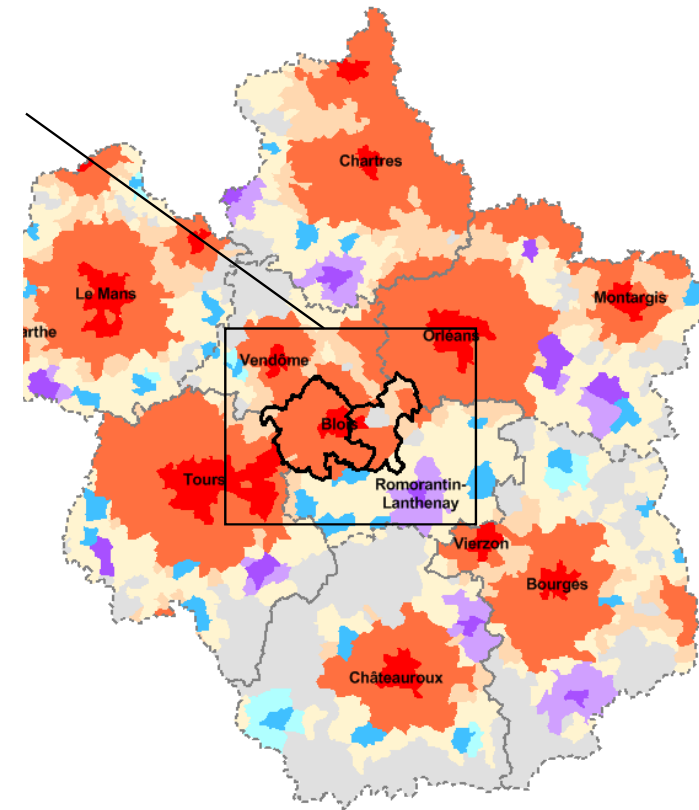 Chartres
Le Mans
Montargis
arthe
Orléans
Vendôme
Blois
Tours
Romorantin-
Lanthenay
Vierzon
Bourges
Châteauroux